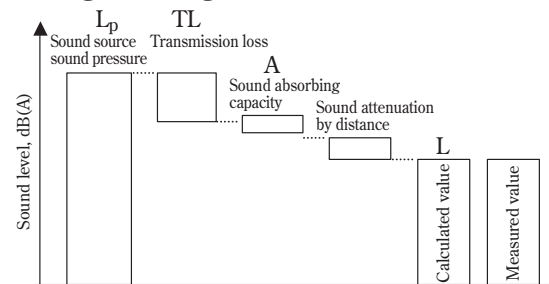 Lp
Sound source
sound pressure
TL
Transmission loss
A
Sound absorbing
capacity
Sound attenuation
by distance
L
Sound level, dB(A)
Calculated value
Measured value